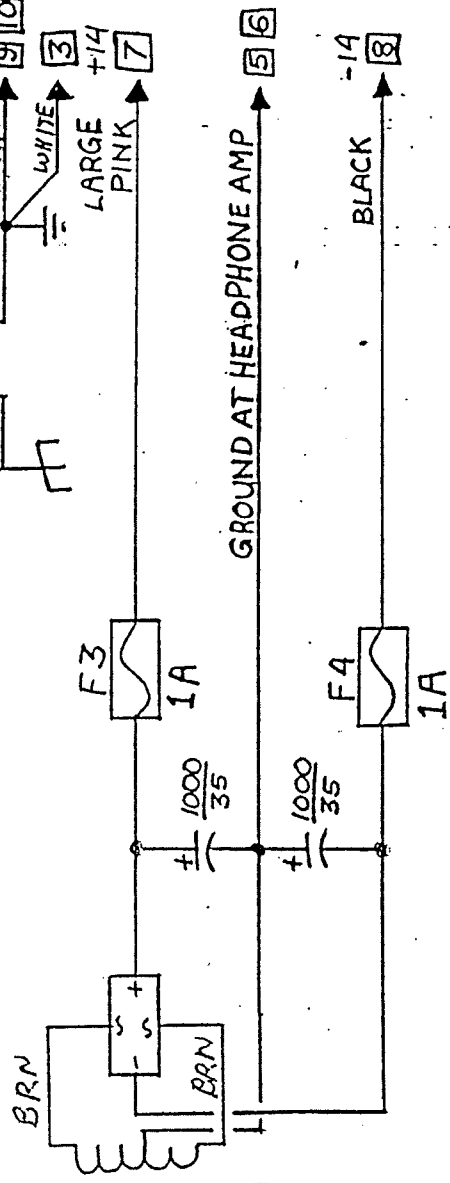 9 10
WHITE 3
BRN
- +
F3
1A
LARGE
PINK
+14
7
+ 1000
35
BRN
GROUND AT HEADPHONE AMP
5 6
+ 1000
35
F4
1A
BLACK
-14
8